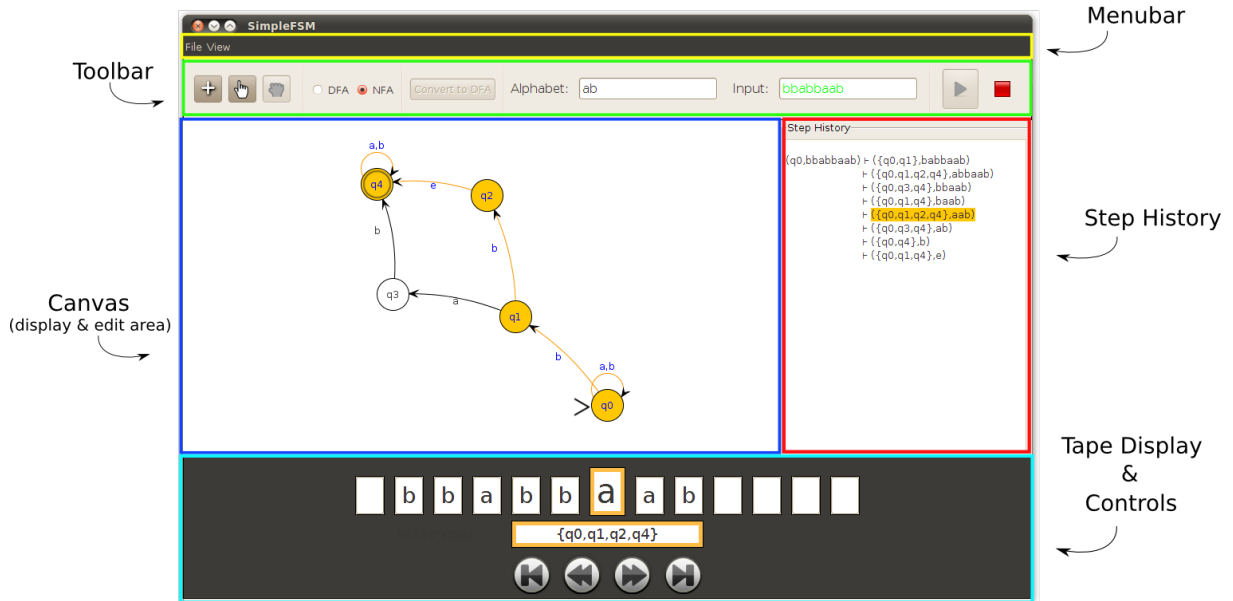 SimpleFSM
Menubar
File View
Toolbar
DFA NFA Convert to DFA Alphabet: ab Input: bbabbaab
Step History
(q0,bbabbaab) ⊢ ({q0,q1},babbaab)
⊢ ({q0,q1,q2,q4},abbaab)
⊢ ({q0,q3,q4},bbaab)
⊢ ({q0,q1,q4},baab)
⊢ ({q0,q1,q2,q4},aab)
⊢ ({q0,q3,q4},ab)
⊢ ({q0,q4},b)
⊢ ({q0,q1,q4},e)
Step History
a,b
q4
e
q2
b
b
q3
a
q1
b
a,b
q0
Canvas
(display & edit area)
Tape Display
&
Controls
b b a b b a a b
{q0,q1,q2,q4}